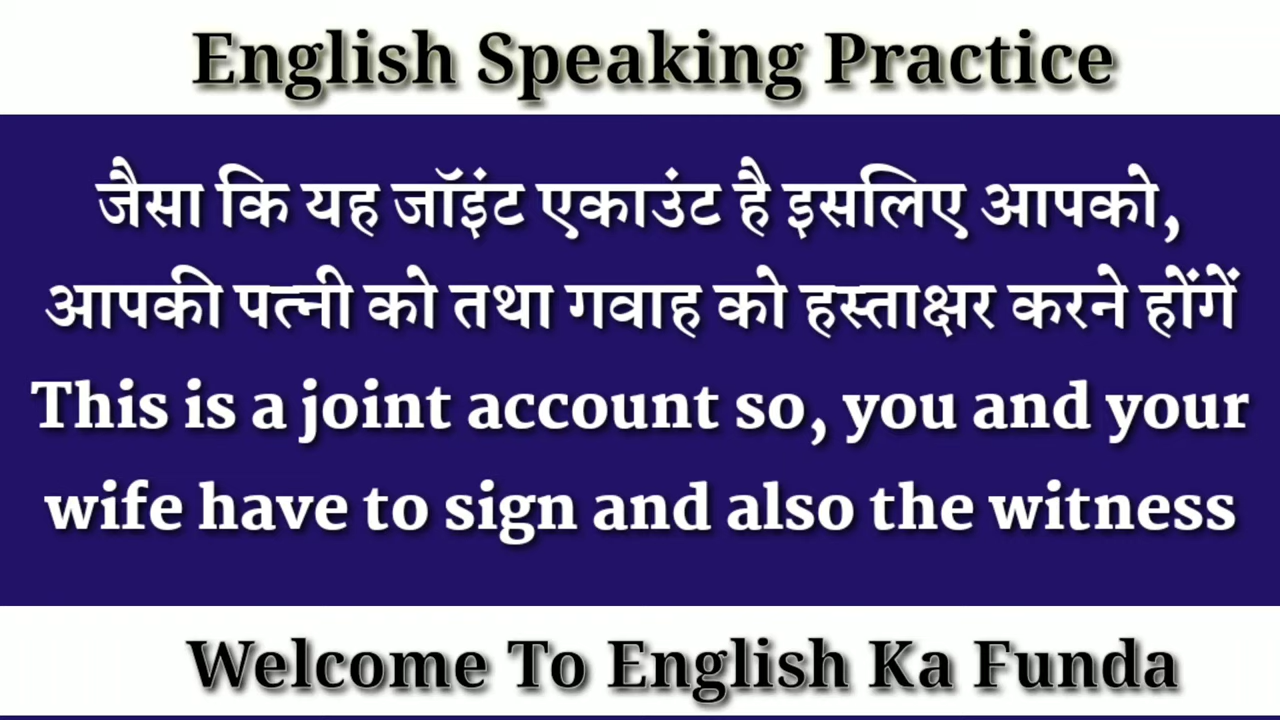 English Speaking Practice
जैसा कि यह जॉइंट एकाउंट है इसलिए आपको,
आपकी पत्नी को तथा गवाह को हस्ताक्षर करने होंगें
This is a joint account so, you and your
wife have to sign and also the witness
Welcome To English Ka Funda